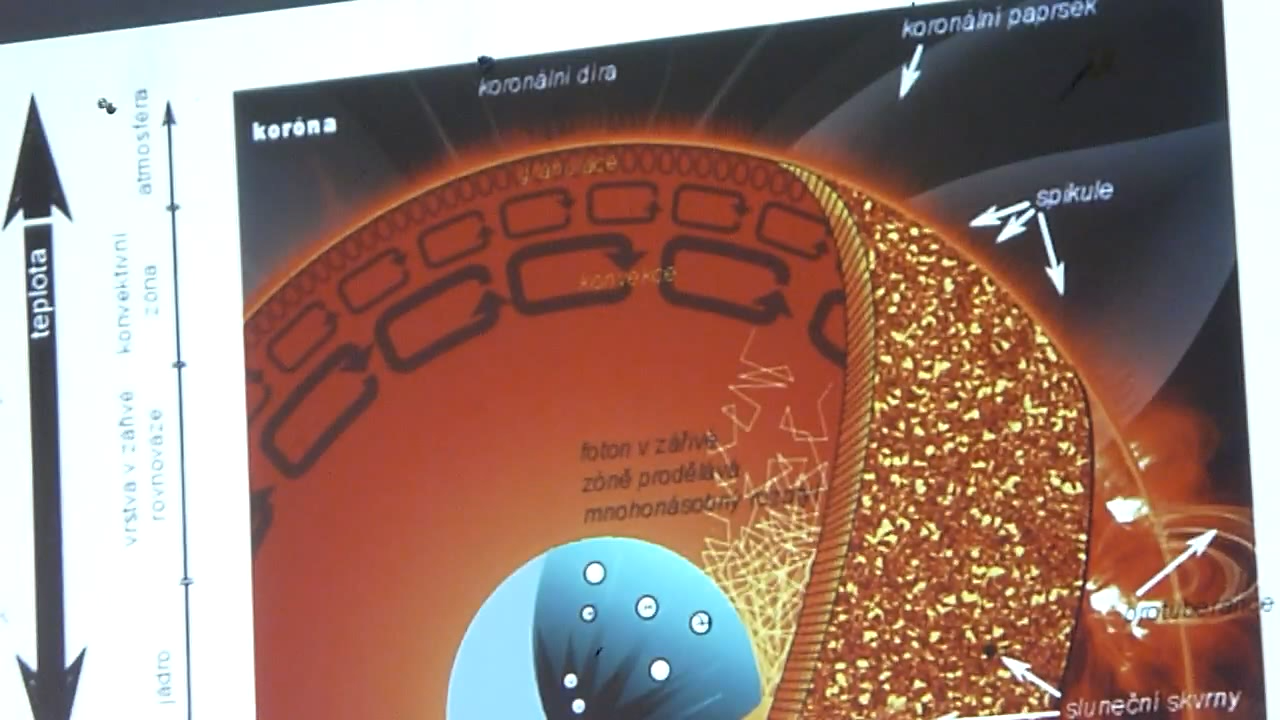 koronální paprsek
koronální díra
koróna
granulace
spikule
konvekce
teplota
atmosféra
konvektivní
zóna
vrstva v zářivé
rovnováze
jádro
foton v zářivé
zóně prodělává
mnohonásobný
protuberance
sluneční skvrny